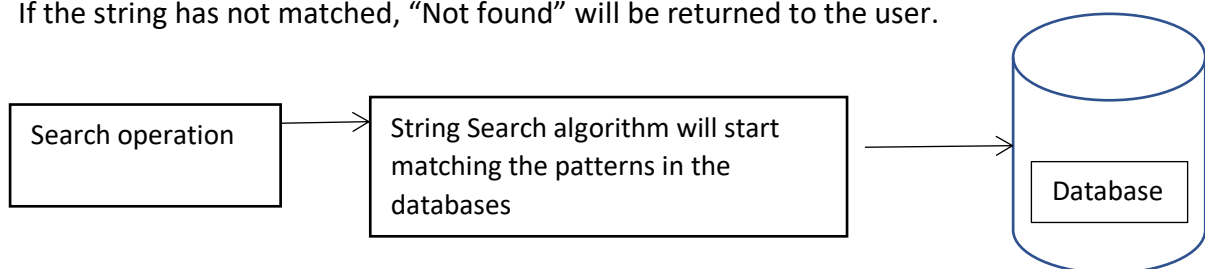 If the string has not matched, “Not found” will be returned to the user.
Search operation
String Search algorithm will start
matching the patterns in the
databases
Database